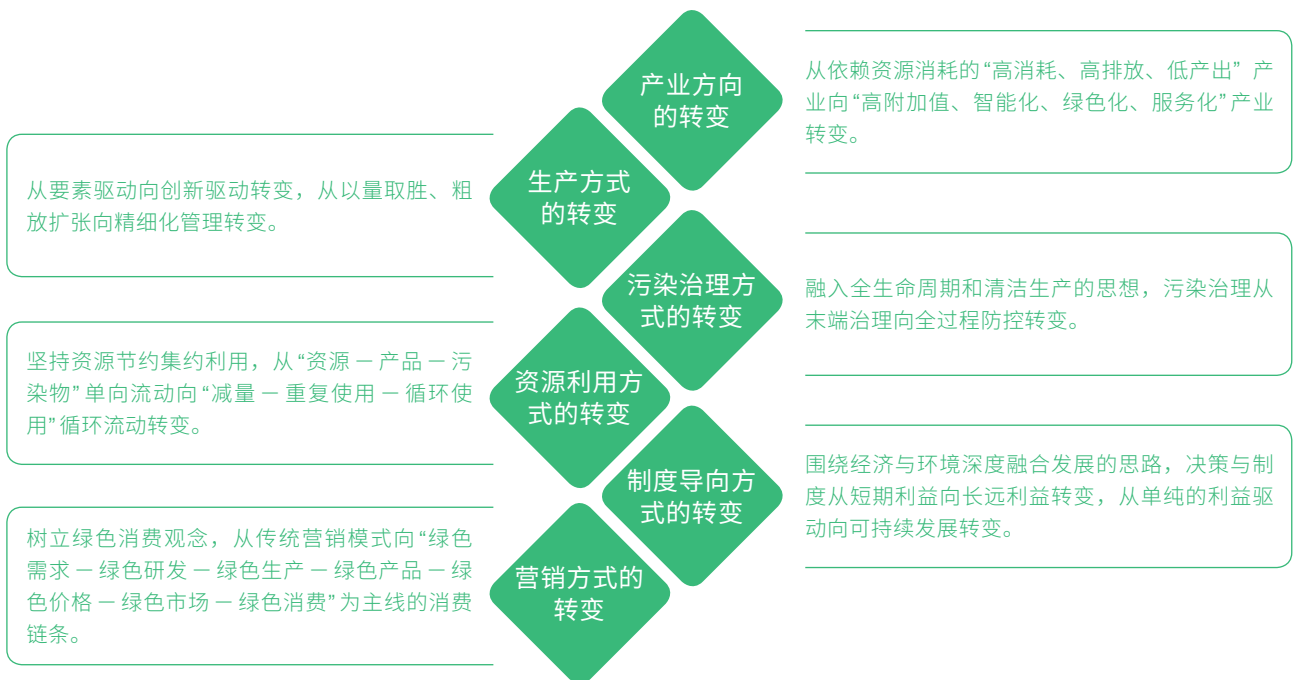 产业方向
的转变
从依赖资源消耗的“高消耗、高排放、低产出”产
业向“高附加值、智能化、绿色化、服务化”产业
转变。
生产方式
的转变
从要素驱动向创新驱动转变，从以量取胜、粗
放扩张向精细化管理转变。
污染治理方
式的转变
融入全生命周期和清洁生产的思想，污染治理从
末端治理向全过程防控转变。
资源利用方
式的转变
坚持资源节约集约利用，从“资源 — 产品 — 污
染物”单向流动向“减量 — 重复使用 — 循环使
用”循环流动转变。
制度导向方
式的转变
围绕经济与环境深度融合发展的思路，决策与制
度从短期利益向长远利益转变，从单纯的利益驱
动向可持续发展转变。
营销方式的
转变
树立绿色消费观念，从传统营销模式向“绿色
需求 — 绿色研发 — 绿色生产 — 绿色产品 — 绿
色价格 — 绿色市场 — 绿色消费”为主线的消费
链条。